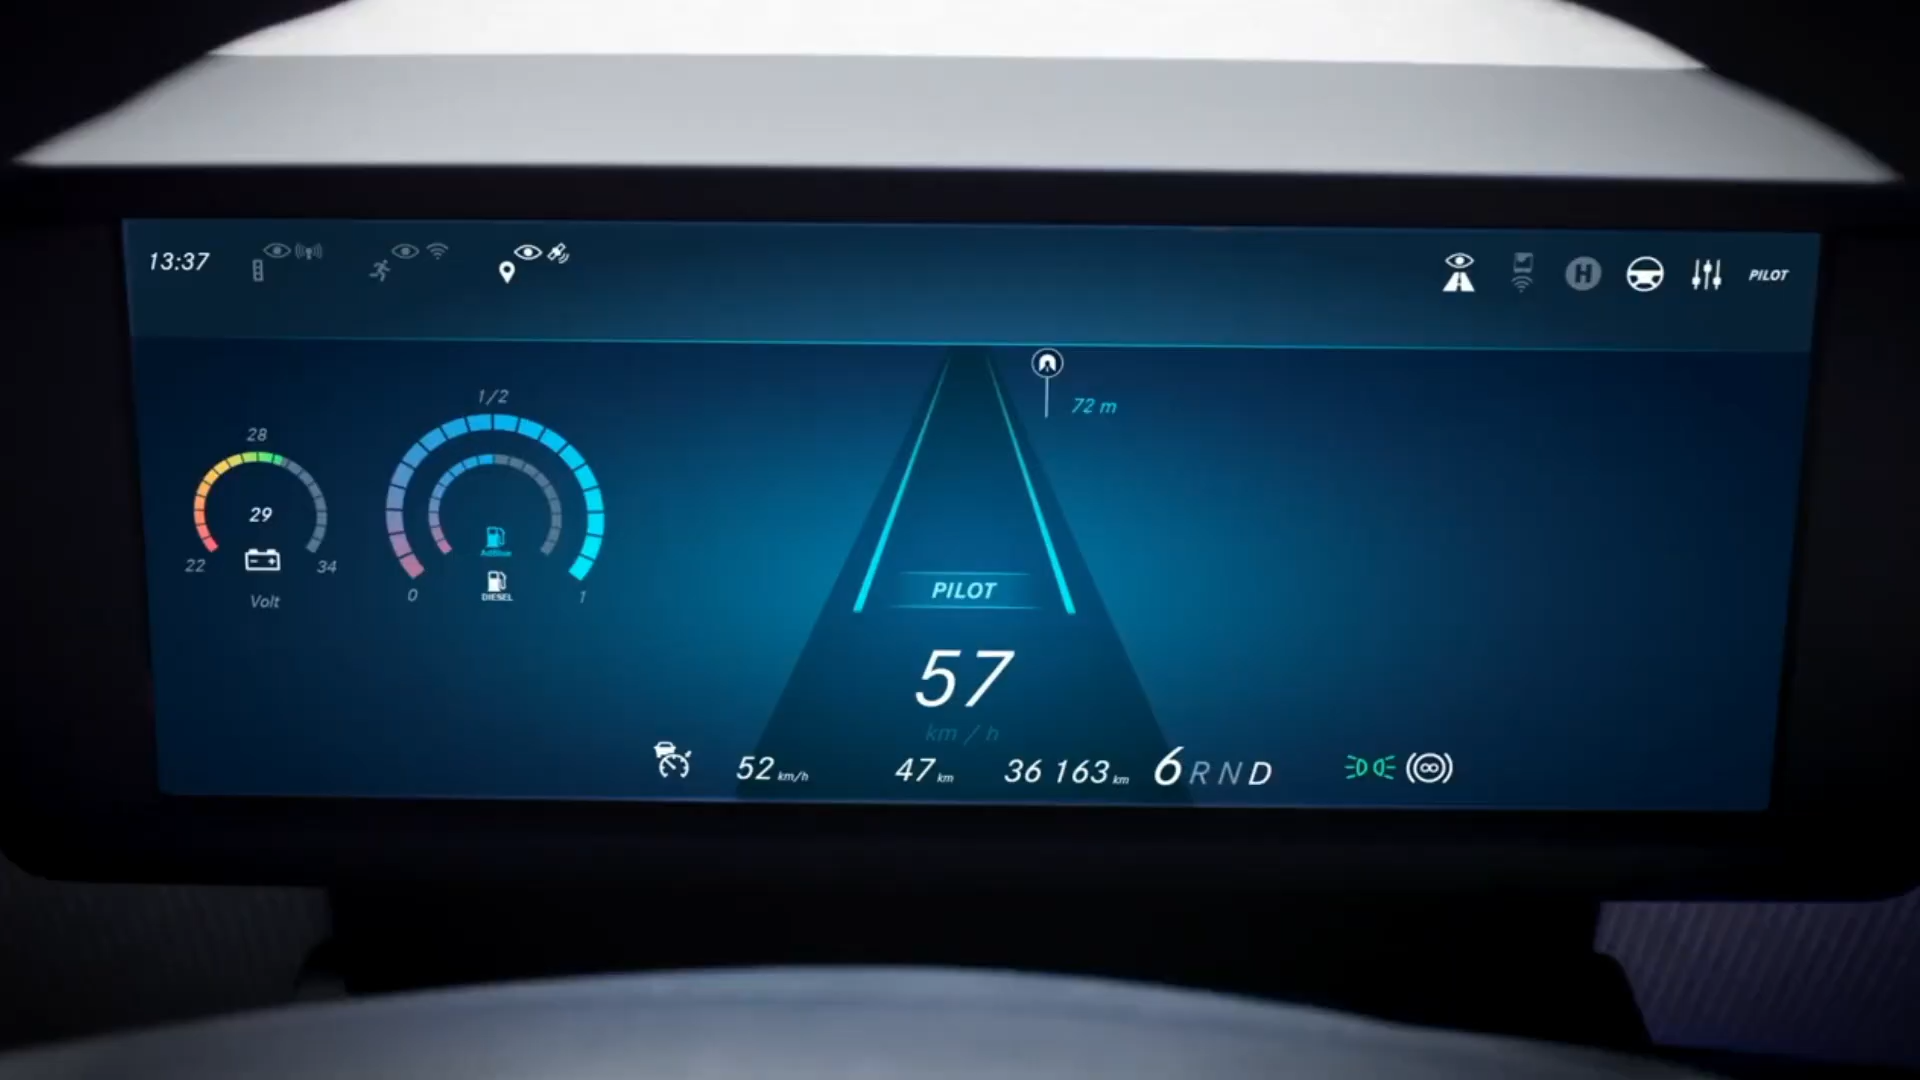 13:37
H
PILOT
1/2
72 m
28
29
22
34
Volt
AdBlue
DIESEL
0
1
PILOT
57
km / h
52 km/h
47 km
36 163 km
6 R N D